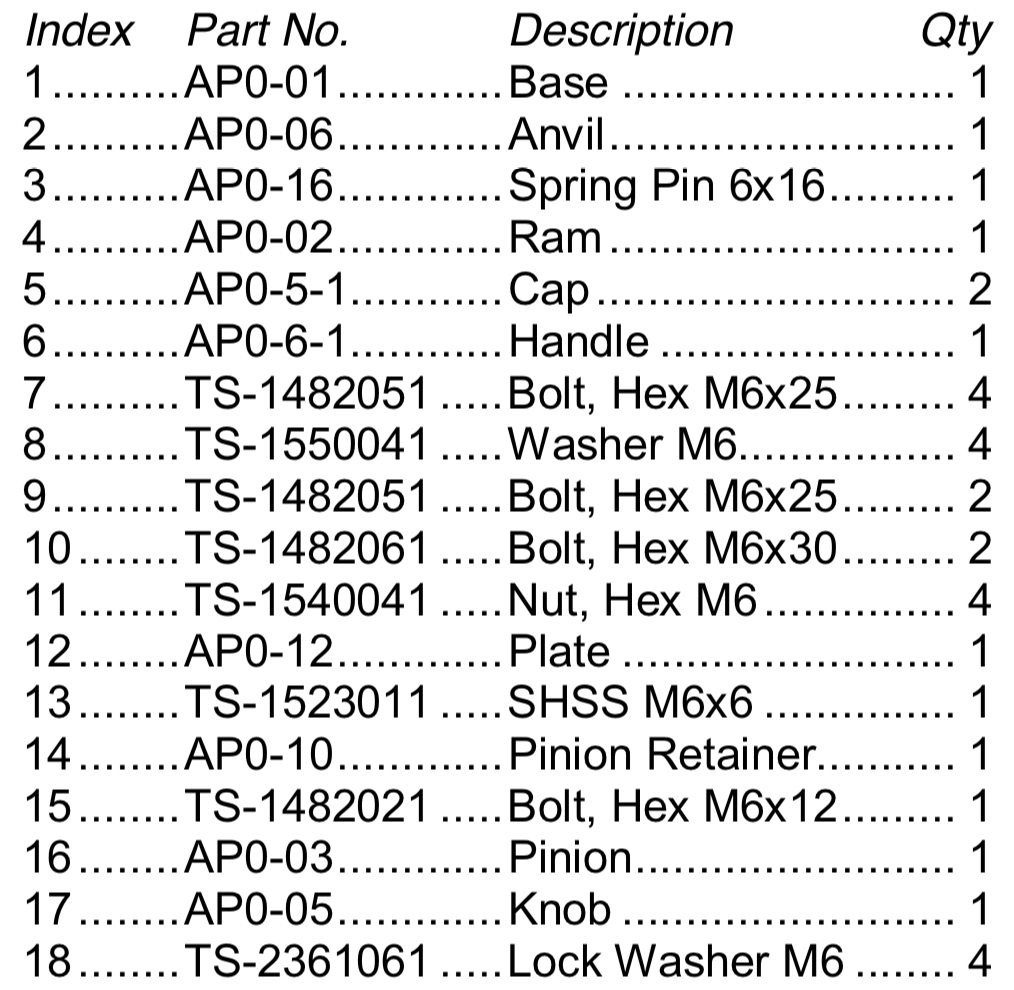 Index Part No. Description Qty
1..........AP0-01.............Base .......................... 1
2..........AP0-06.............Anvil........................... 1
3..........AP0-16.............Spring Pin 6x16.......... 1
4..........AP0-02.............Ram ........................... 1
5..........AP0-5-1............Cap ............................ 2
6..........AP0-6-1............Handle ....................... 1
7..........TS-1482051 .....Bolt, Hex M6x25......... 4
8..........TS-1550041 .....Washer M6................. 4
9..........TS-1482051 .....Bolt, Hex M6x25......... 2
10........TS-1482061 .....Bolt, Hex M6x30......... 2
11........TS-1540041 .....Nut, Hex M6 ............... 4
12........AP0-12.............Plate .......................... 1
13........TS-1523011 .....SHSS M6x6 ............... 1
14........AP0-10.............Pinion Retainer........... 1
15........TS-1482021 .....Bolt, Hex M6x12......... 1
16........AP0-03.............Pinion......................... 1
17........AP0-05.............Knob .......................... 1
18........TS-2361061 .....Lock Washer M6 ........ 4